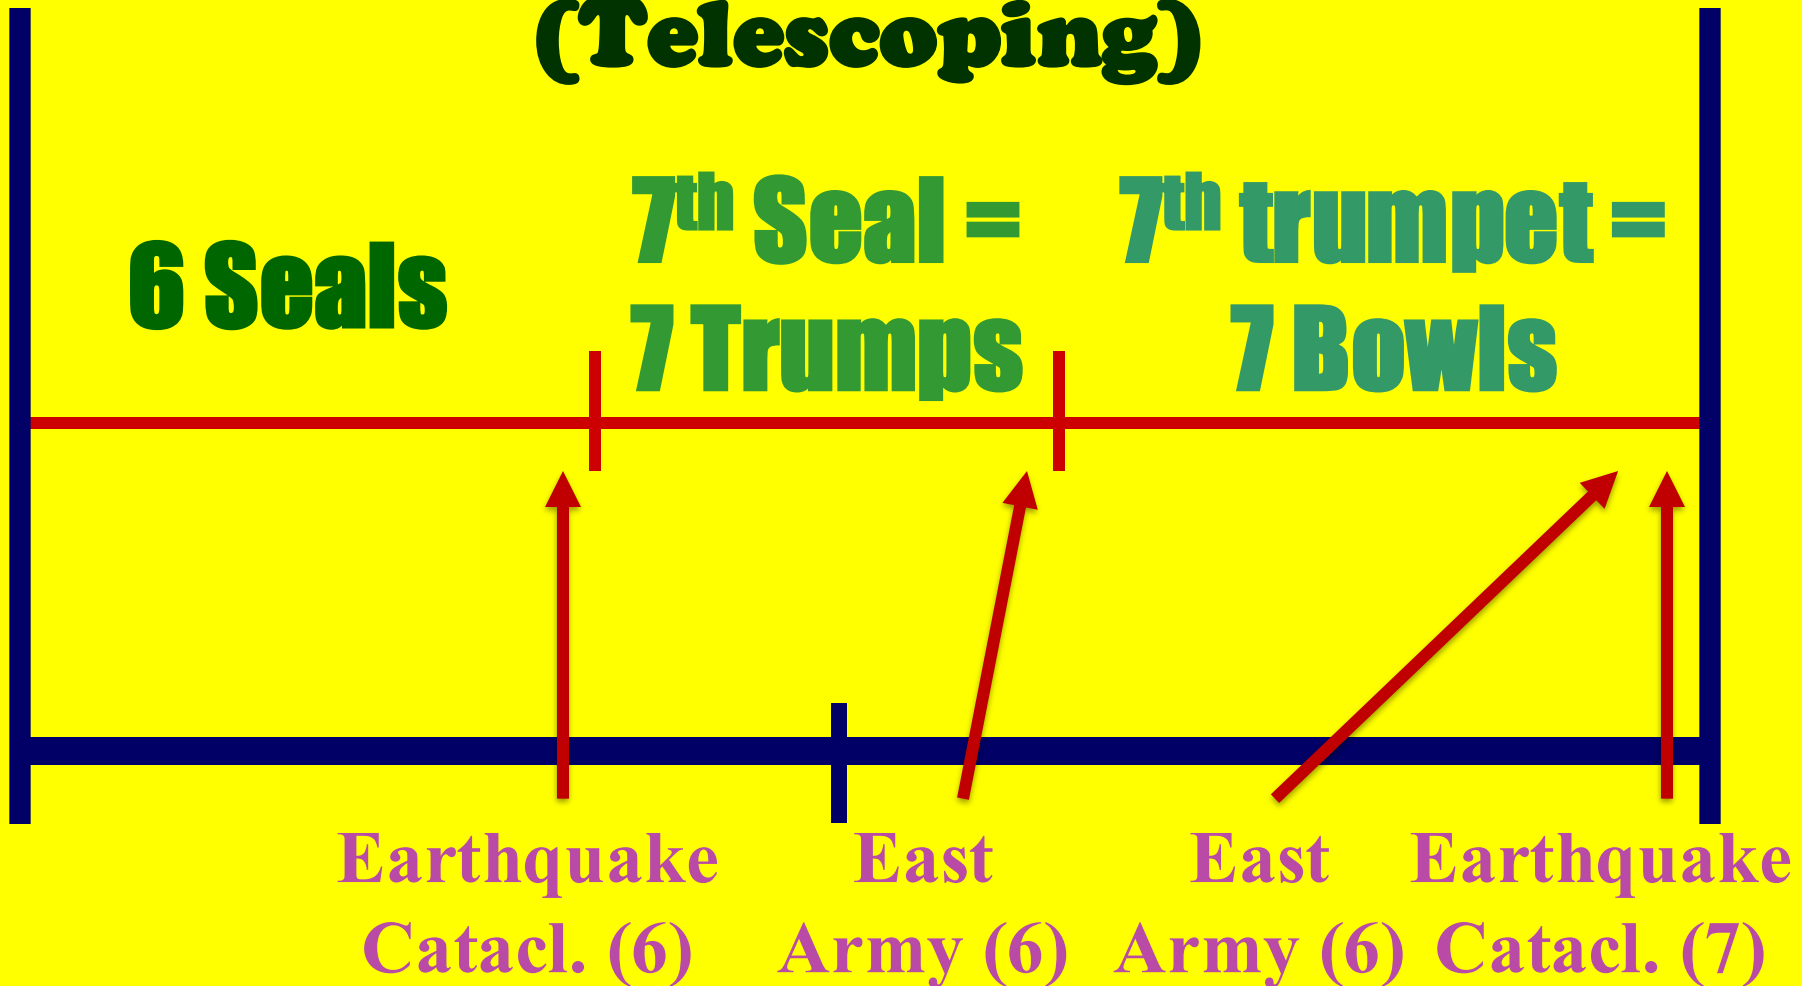 (Telescoping)
6 Seals
7th Seal =
7 Trumps
7th trumpet =
7 Bowls
Earthquake
Catacl. (6)
East
Army (6)
East
Army (6)
Earthquake
Catacl. (7)